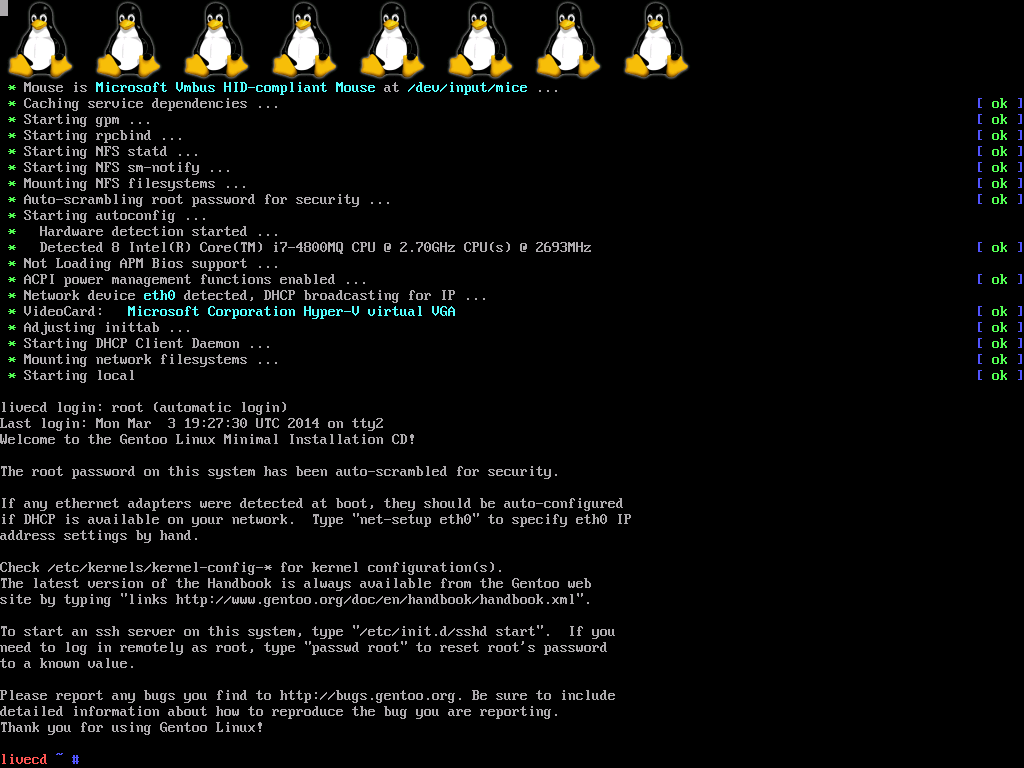 * Mouse is Microsoft Vmbus HID-compliant Mouse at /dev/input/mice ...
* Caching service dependencies ... [ ok ]
* Starting gpm ... [ ok ]
* Starting rpcbind ... [ ok ]
* Starting NFS statd ... [ ok ]
* Starting NFS sm-notify ... [ ok ]
* Mounting NFS filesystems ... [ ok ]
* Auto-scrambling root password for security ... [ ok ]
* Starting autoconfig ...
*   Hardware detection started ...
*   Detected 8 Intel(R) Core(TM) i7-4800MQ CPU @ 2.70GHz CPU(s) @ 2693MHz [ ok ]
* Not Loading APM Bios support ...
* ACPI power management functions enabled ... [ ok ]
* Network device eth0 detected, DHCP broadcasting for IP ...
* VideoCard:   Microsoft Corporation Hyper-V virtual VGA [ ok ]
* Adjusting inittab ... [ ok ]
* Starting DHCP Client Daemon ... [ ok ]
* Mounting network filesystems ... [ ok ]
* Starting local [ ok ]
livecd login: root (automatic login)
Last login: Mon Mar  3 19:27:30 UTC 2014 on tty2
Welcome to the Gentoo Linux Minimal Installation CD!
The root password on this system has been auto-scrambled for security.
If any ethernet adapters were detected at boot, they should be auto-configured
if DHCP is available on your network.  Type "net-setup eth0" to specify eth0 IP
address settings by hand.
Check /etc/kernels/kernel-config-* for kernel configuration(s).
The latest version of the Handbook is always available from the Gentoo web
site by typing "links http://www.gentoo.org/doc/en/handbook/handbook.xml".
To start an ssh server on this system, type "/etc/init.d/sshd start".  If you
need to log in remotely as root, type "passwd root" to reset root's password
to a known value.
Please report any bugs you find to http://bugs.gentoo.org. Be sure to include
detailed information about how to reproduce the bug you are reporting.
Thank you for using Gentoo Linux!
livecd ~ #